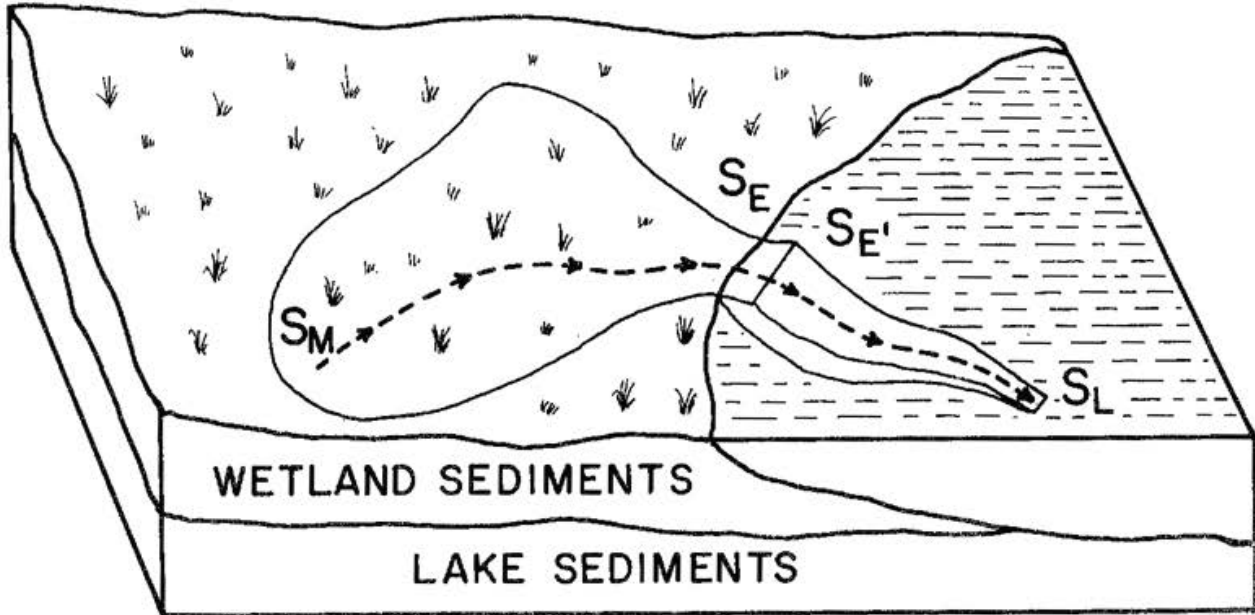 S_E
S_E'
S_M
S_L
WETLAND SEDIMENTS
LAKE SEDIMENTS